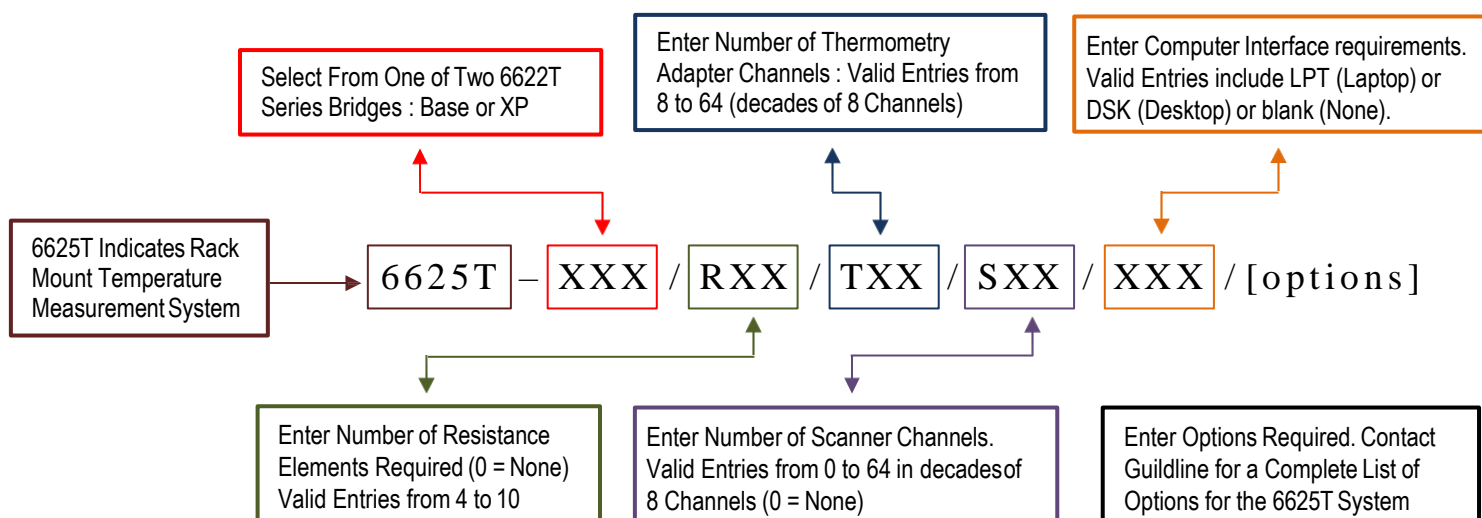 Select From One of Two 6622T
Series Bridges : Base or XP
Enter Number of Thermometry
Adapter Channels : Valid Entries from
8 to 64 (decades of 8 Channels)
Enter Computer Interface requirements.
Valid Entries include LPT (Laptop) or
DSK (Desktop) or blank (None).
6625T Indicates Rack
Mount Temperature
Measurement System
6625T – XXX / RXX / TXX / SXX / XXX / [options]
Enter Number of Resistance
Elements Required (0 = None)
Valid Entries from 4 to 10
Enter Number of Scanner Channels.
Valid Entries from 0 to 64 in decades of
8 Channels (0 = None)
Enter Options Required. Contact
Guildline for a Complete List of
Options for the 6625T System